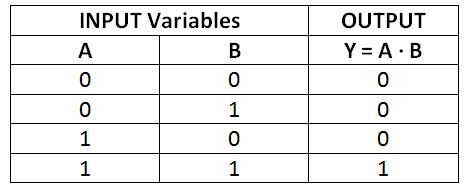 INPUT Variables OUTPUT
A B Y = A · B
0 0 0
0 1 0
1 0 0
1 1 1